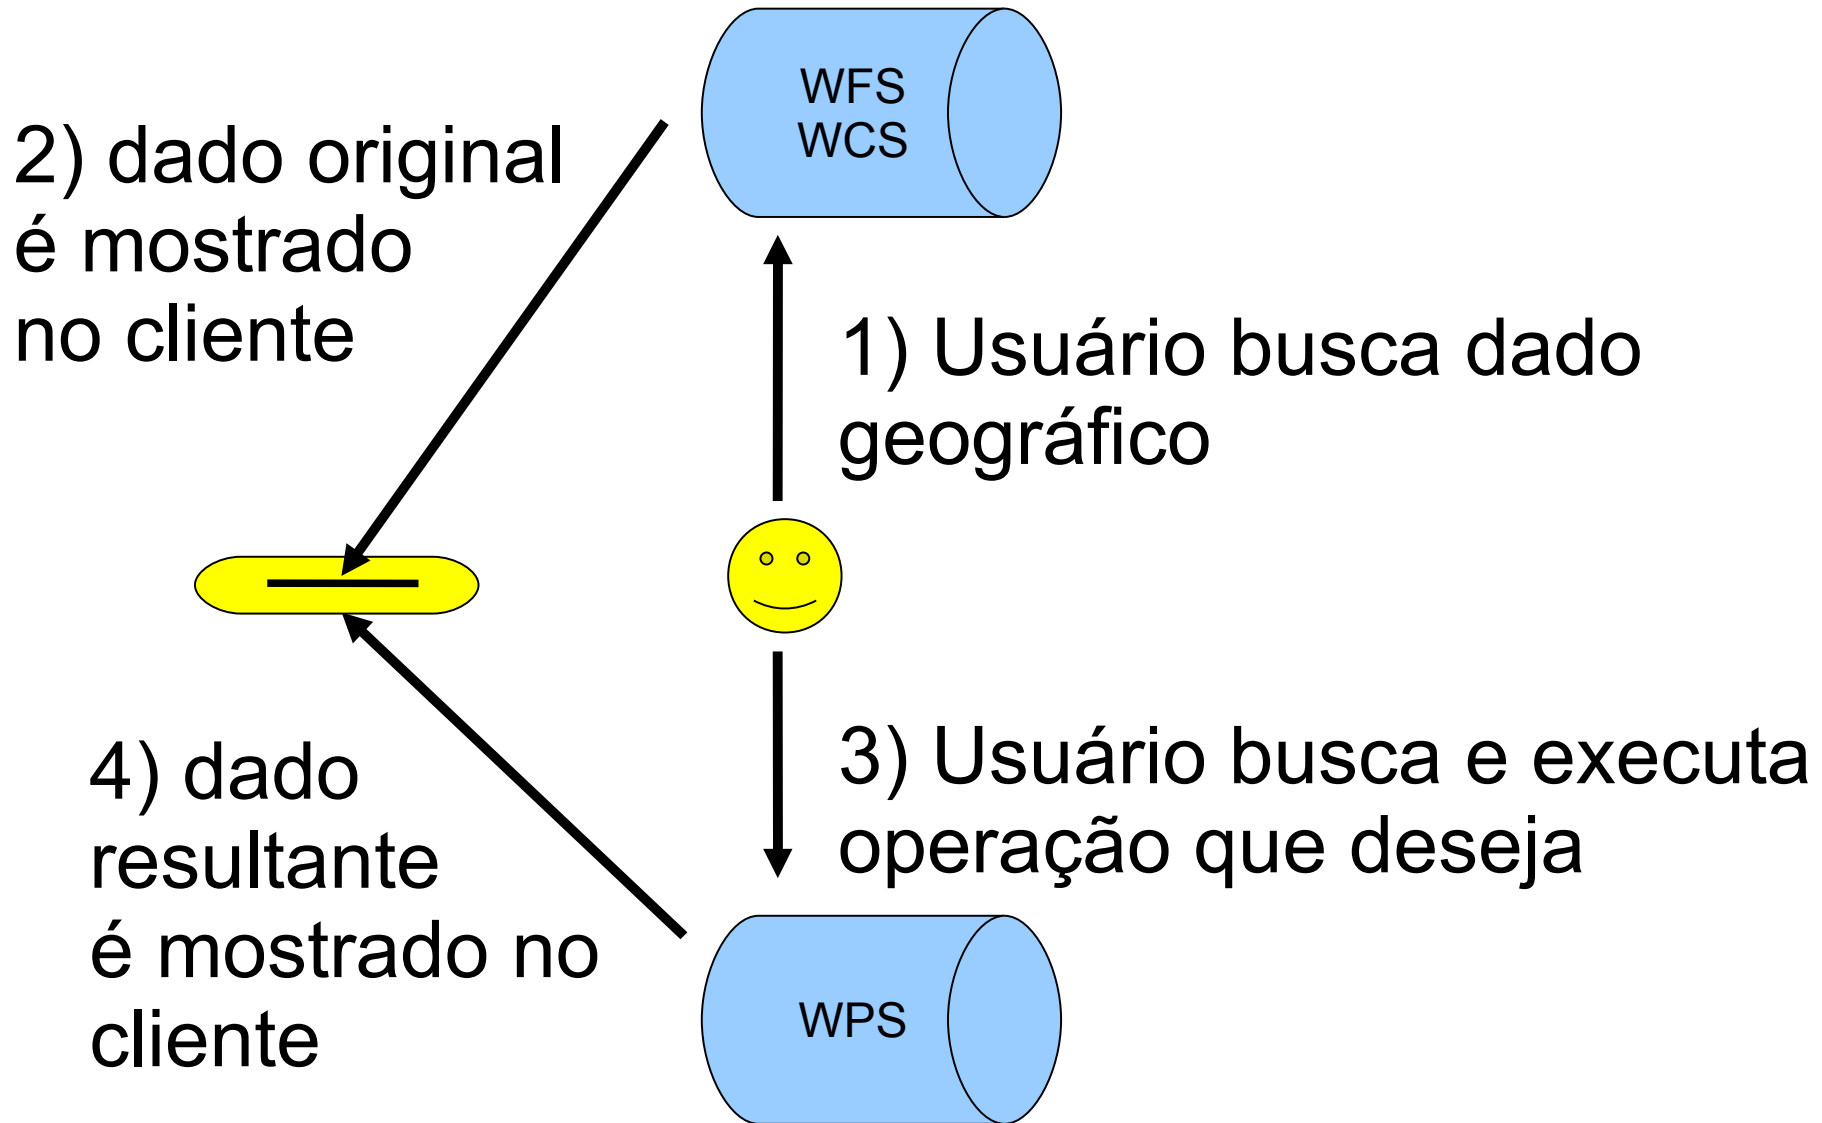 WFS
WCS
2) dado original
é mostrado
no cliente
1) Usuário busca dado
geográfico
3) Usuário busca e executa
operação que deseja
4) dado
resultante
é mostrado no
cliente
WPS